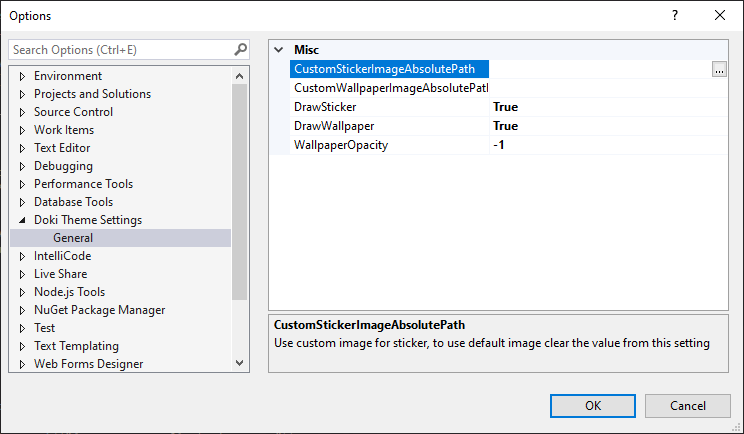 Options
Search Options (Ctrl+E)
Environment
Projects and Solutions
Source Control
Work Items
Text Editor
Debugging
Performance Tools
Database Tools
Doki Theme Settings
General
IntelliCode
Live Share
Node.js Tools
NuGet Package Manager
Test
Text Templating
Web Forms Designer
Misc
CustomStickerImageAbsolutePath ...
CustomWallpaperImageAbsolutePath
DrawSticker True
DrawWallpaper True
WallpaperOpacity -1
CustomStickerImageAbsolutePath
Use custom image for sticker, to use default image clear the value from this setting
OK Cancel